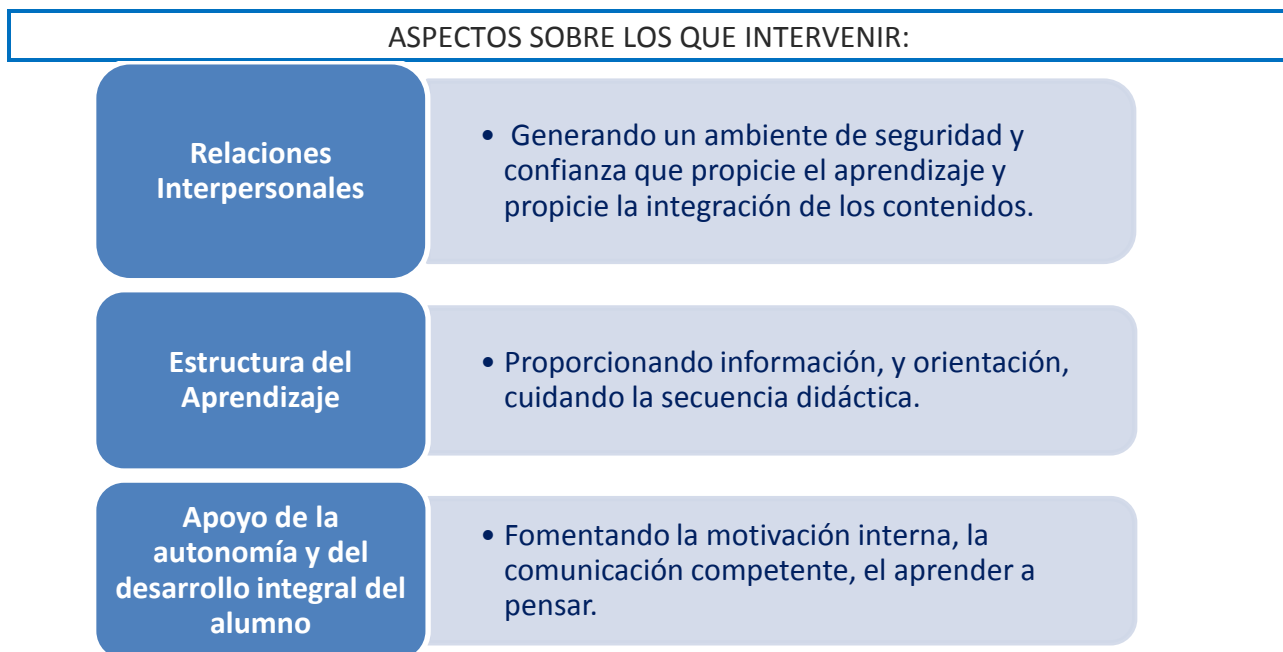 ASPECTOS SOBRE LOS QUE INTERVENIR:
Relaciones
Interpersonales
• Generando un ambiente de seguridad y
confianza que propicie el aprendizaje y
propicie la integración de los contenidos.
Estructura del
Aprendizaje
• Proporcionando información, y orientación,
cuidando la secuencia didáctica.
Apoyo de la
autonomía y del
desarrollo integral del
alumno
• Fomentando la motivación interna, la
comunicación competente, el aprender a
pensar.